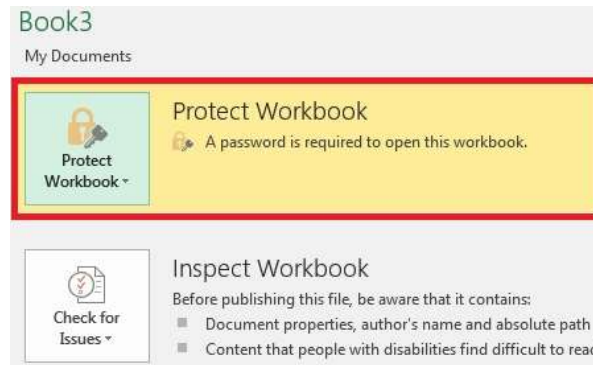 Book3
My Documents
Protect Workbook
A password is required to open this workbook.
Protect
Workbook
Inspect Workbook
Before publishing this file, be aware that it contains:
Document properties, author's name and absolute path
Content that people with disabilities find difficult to
Check for
Issues